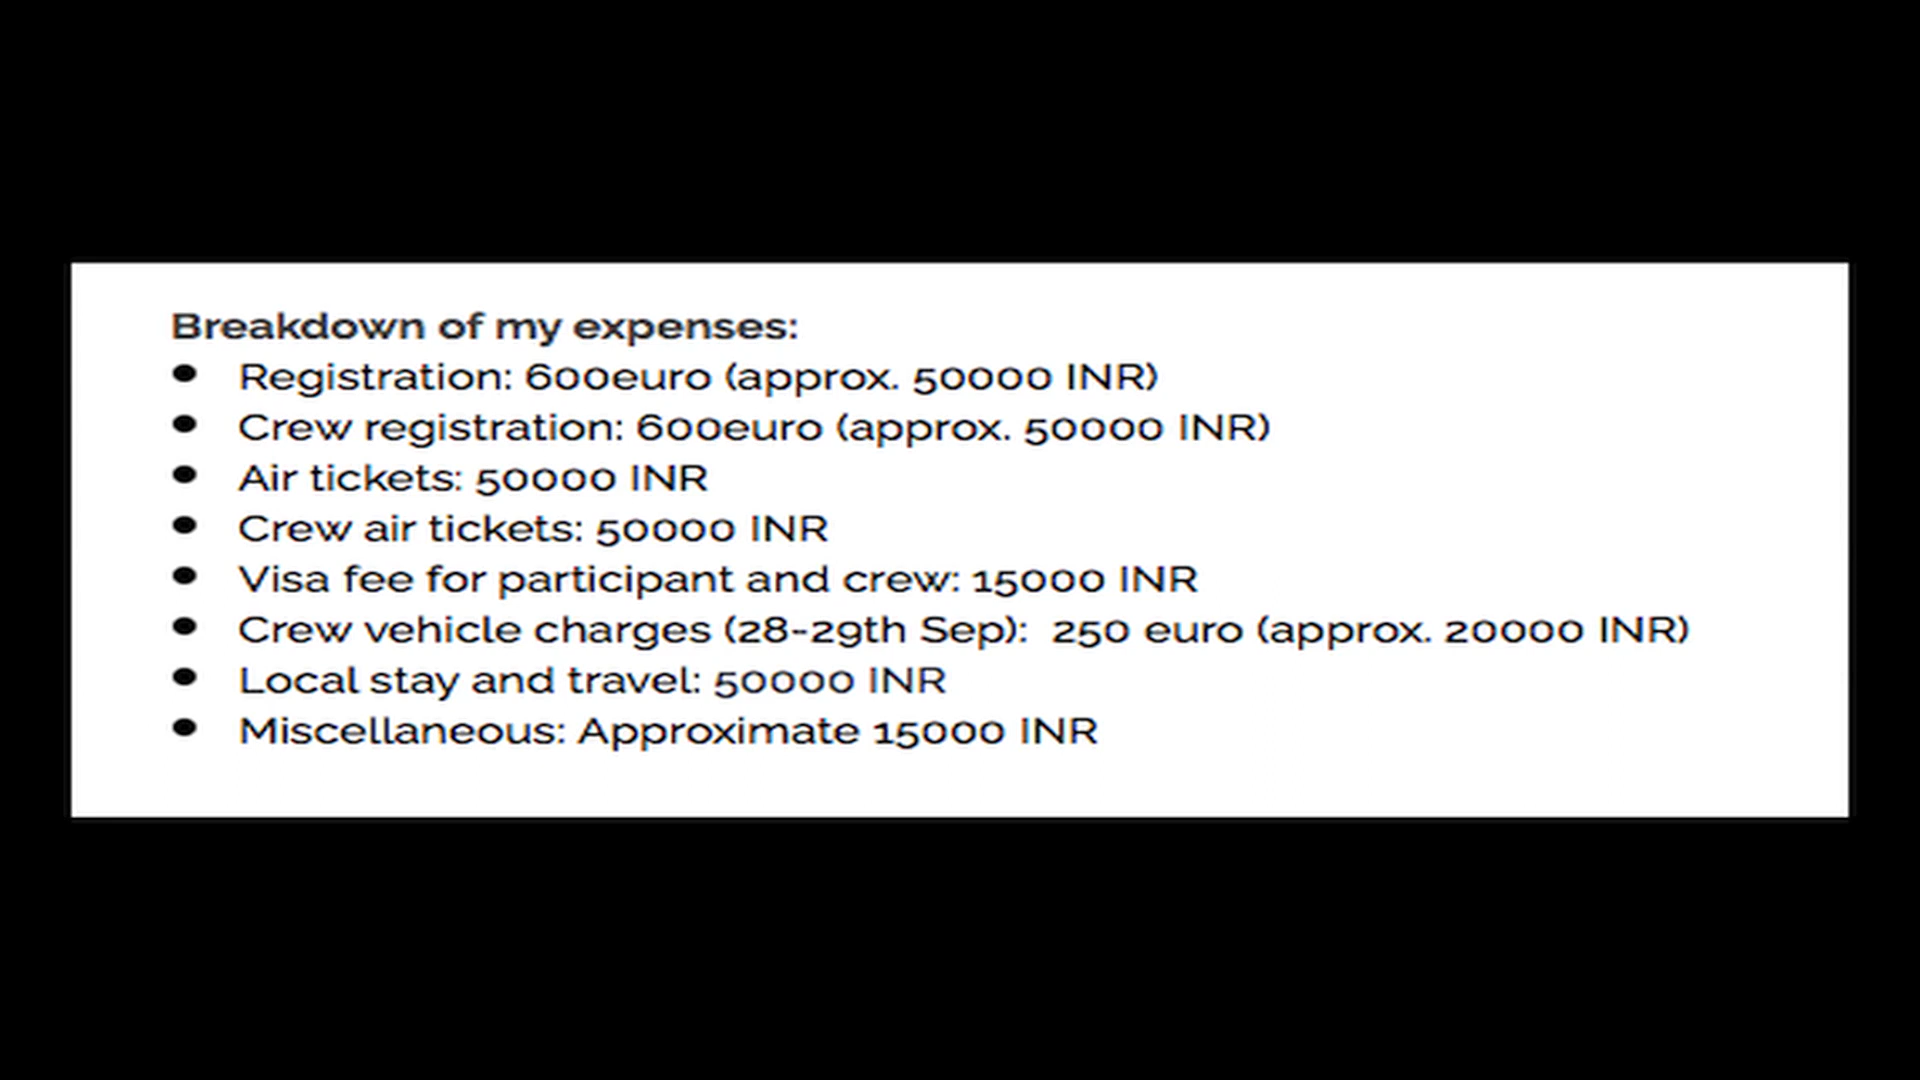 Breakdown of my expenses:
● Registration: 600euro (approx. 50000 INR)
● Crew registration: 600euro (approx. 50000 INR)
● Air tickets: 50000 INR
● Crew air tickets: 50000 INR
● Visa fee for participant and crew: 15000 INR
● Crew vehicle charges (28-29th Sep):  250 euro (approx. 20000 INR)
● Local stay and travel: 50000 INR
● Miscellaneous: Approximate 15000 INR